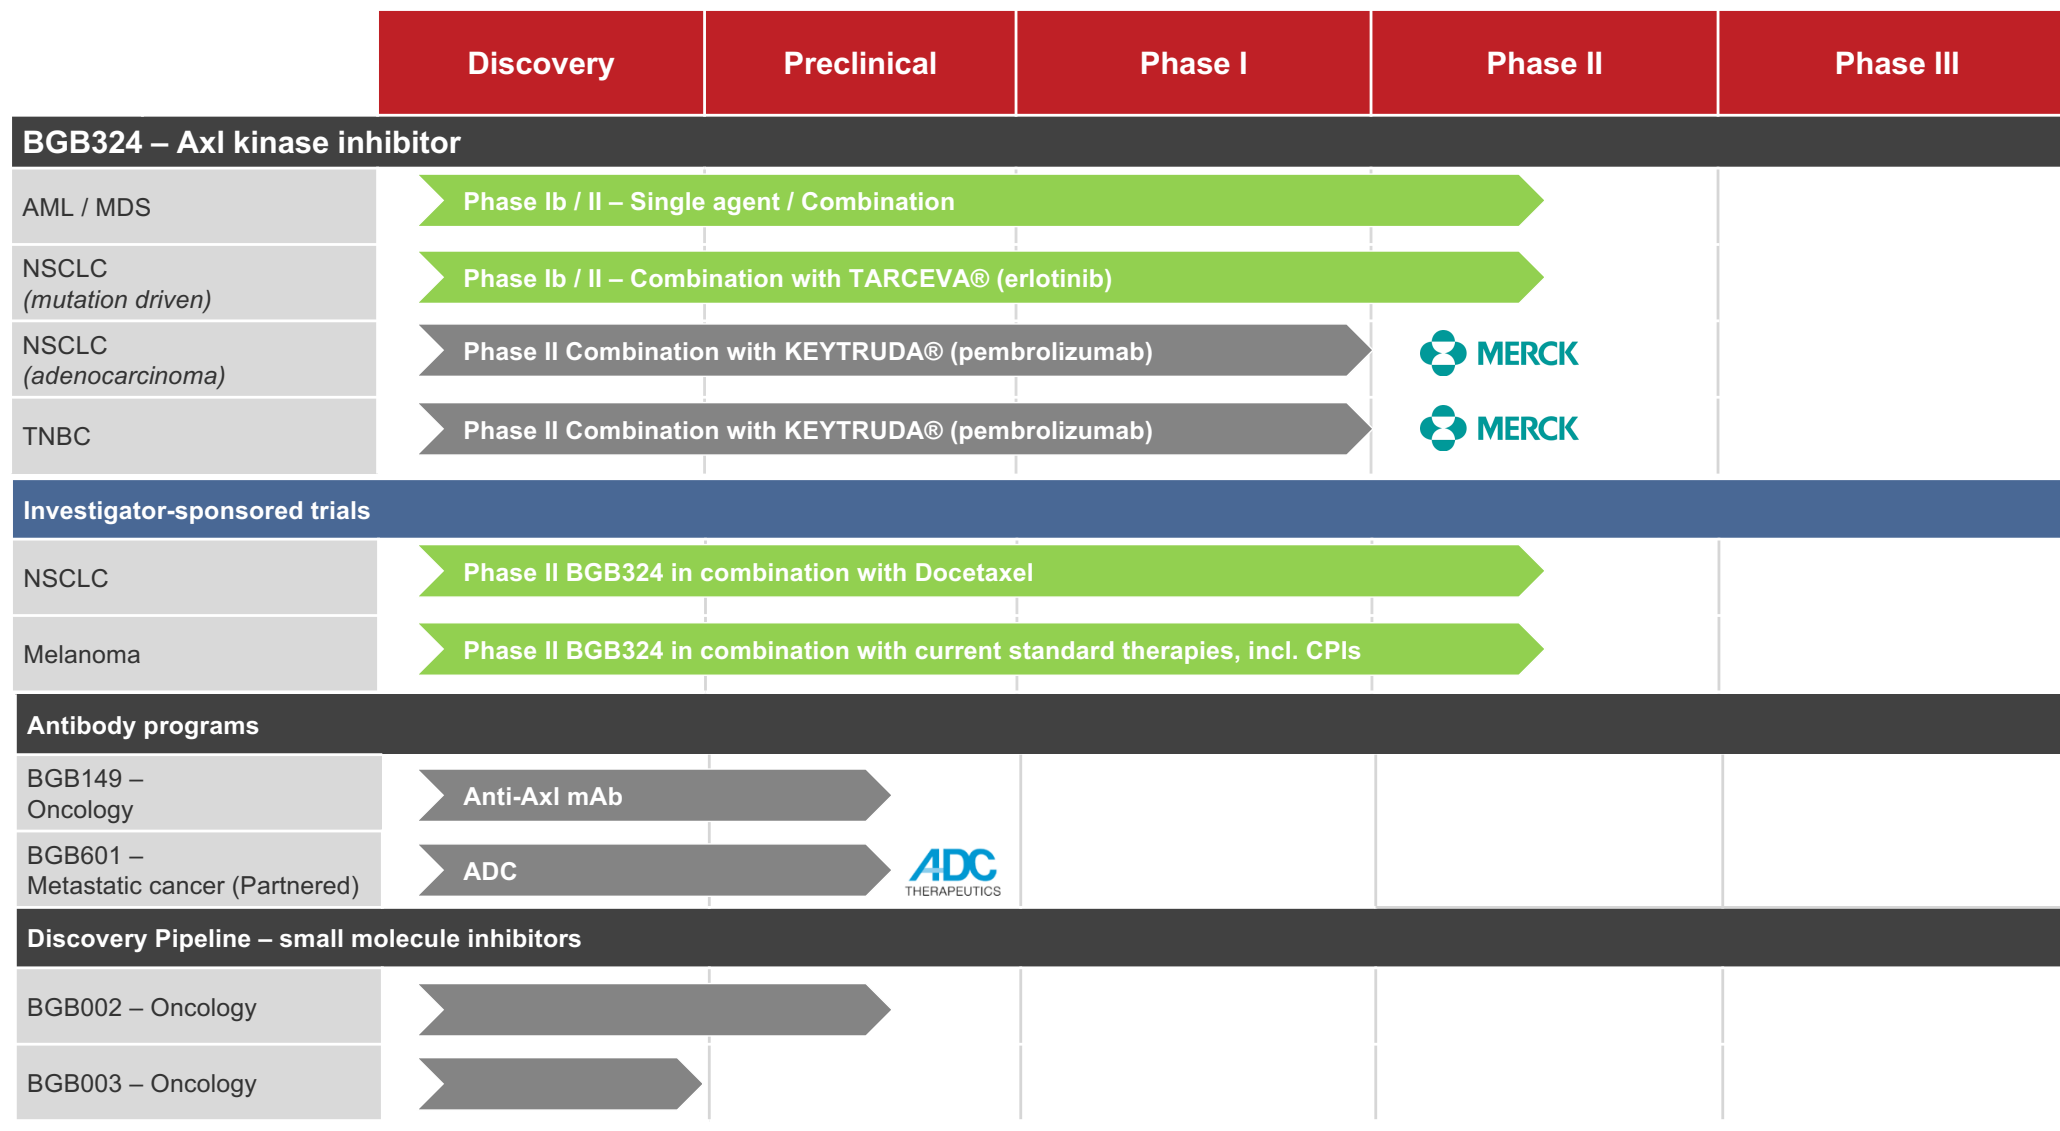 Discovery
Preclinical
Phase I
Phase II
Phase III
BGB324 – Axl kinase inhibitor
AML / MDS
Phase Ib / II – Single agent / Combination
NSCLC
(mutation driven)
Phase Ib / II – Combination with TARCEVA® (erlotinib)
NSCLC
(adenocarcinoma)
Phase II Combination with KEYTRUDA® (pembrolizumab)
MERCK
TNBC
Phase II Combination with KEYTRUDA® (pembrolizumab)
MERCK
Investigator-sponsored trials
NSCLC
Phase II BGB324 in combination with Docetaxel
Melanoma
Phase II BGB324 in combination with current standard therapies, incl. CPIs
Antibody programs
BGB149 –
Oncology
Anti-Axl mAb
BGB601 –
Metastatic cancer (Partnered)
ADC
ADC
THERAPEUTICS
Discovery Pipeline – small molecule inhibitors
BGB002 – Oncology
BGB003 – Oncology